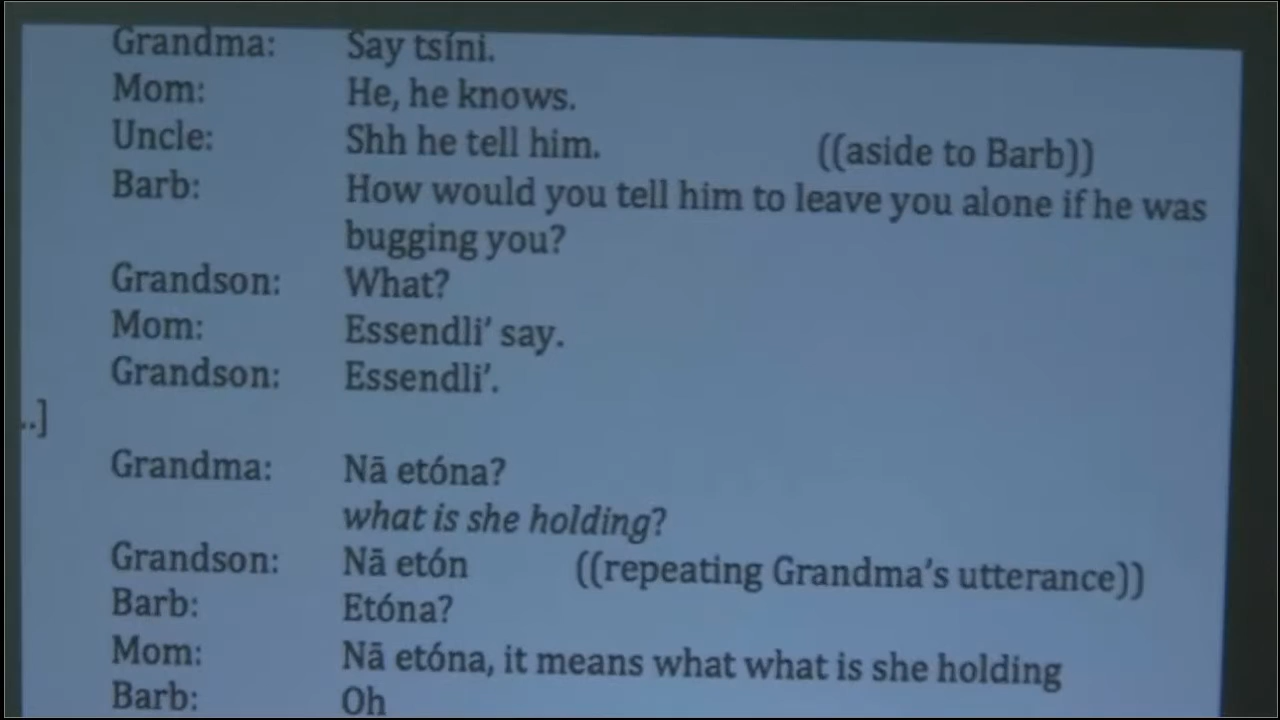 Grandma: Say tsíni.
Mom: He, he knows.
Uncle: Shh he tell him. ((aside to Barb))
Barb: How would you tell him to leave you alone if he was
bugging you?
Grandson: What?
Mom: Essendli’ say.
Grandson: Essendli’.
..]
Grandma: Nā etóna?
what is she holding?
Grandson: Nā etón ((repeating Grandma’s utterance))
Barb: Etóna?
Mom: Nā etóna, it means what what is she holding
Barb: Oh